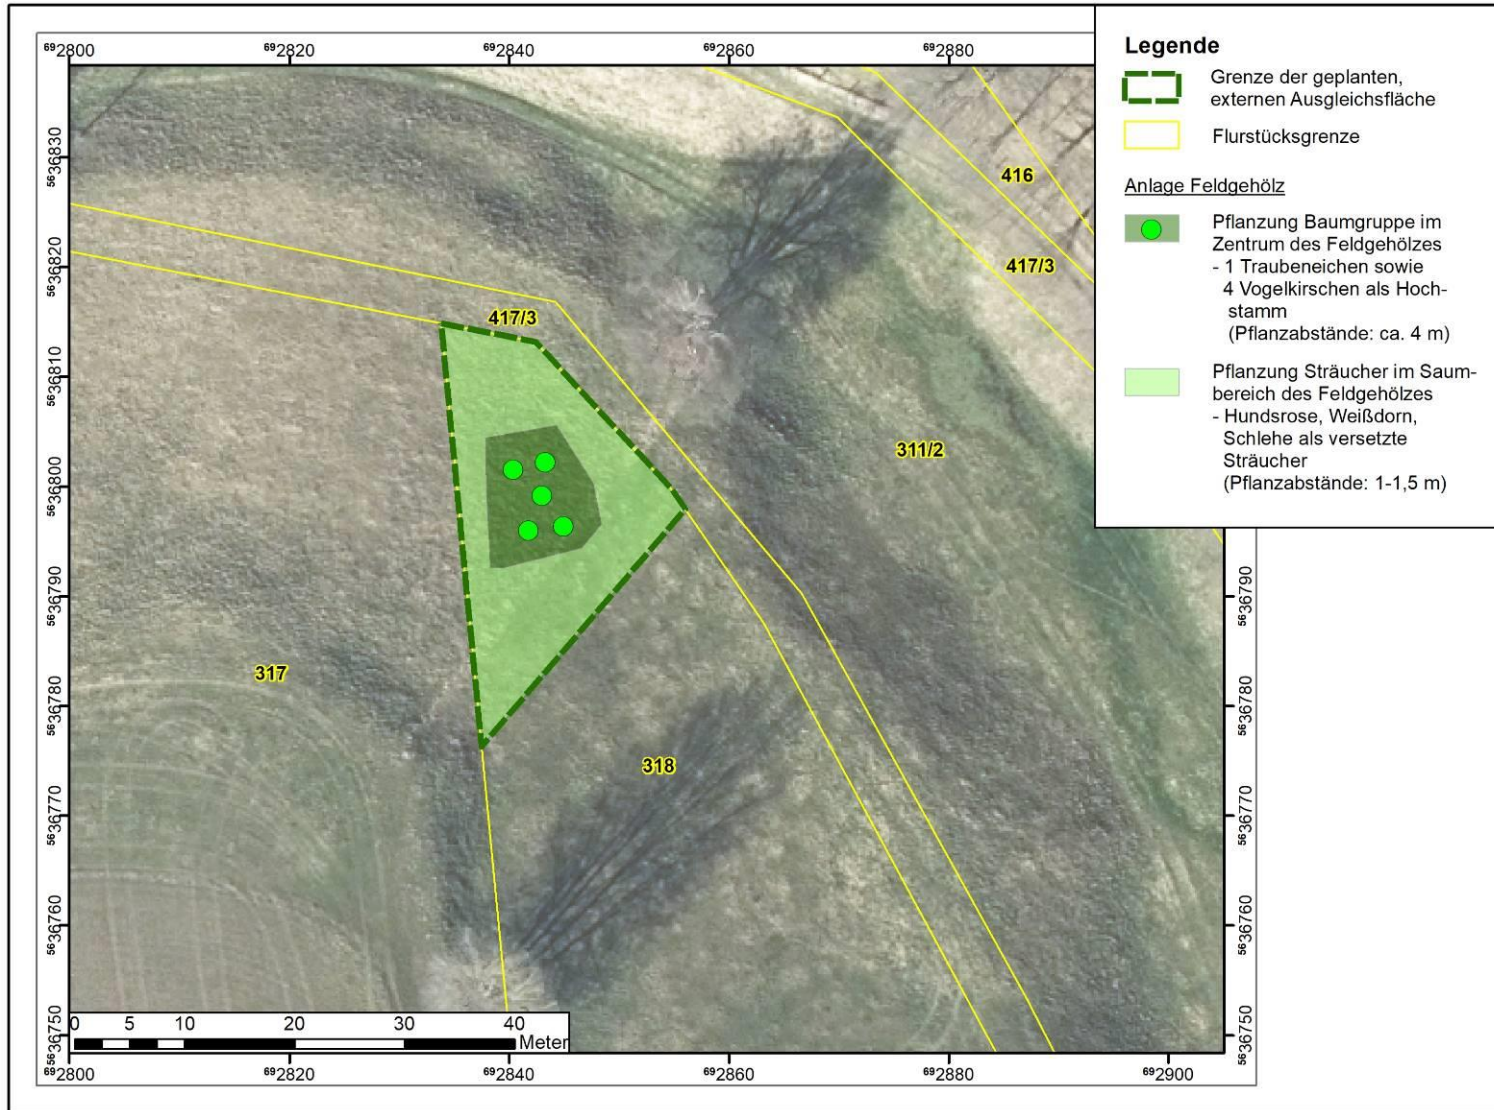 692800 692820 692840 692860 692880
Legende
Grenze der geplanten,
externen Ausgleichsfläche
Flurstücksgrenze
Anlage Feldgehölz
Pflanzung Baumgruppe im
Zentrum des Feldgehölzes
- 1 Traubeneichen sowie
4 Vogelkirschen als Hoch-
stamm
(Pflanzabstände: ca. 4 m)
Pflanzung Sträucher im Saum-
bereich des Feldgehölzes
- Hundsrose, Weißdorn,
Schlehe als versetzte
Sträucher
(Pflanzabstände: 1-1,5 m)
5636830
5636820
5636810
5636800
5636790
5636780
5636770
5636760
5636750
416
417/3
417/3
311/2
317
318
5636790
5636780
5636770
5636760
5636750
0 5 10 20 30 40
Meter
692800 692820 692840 692860 692880 692900